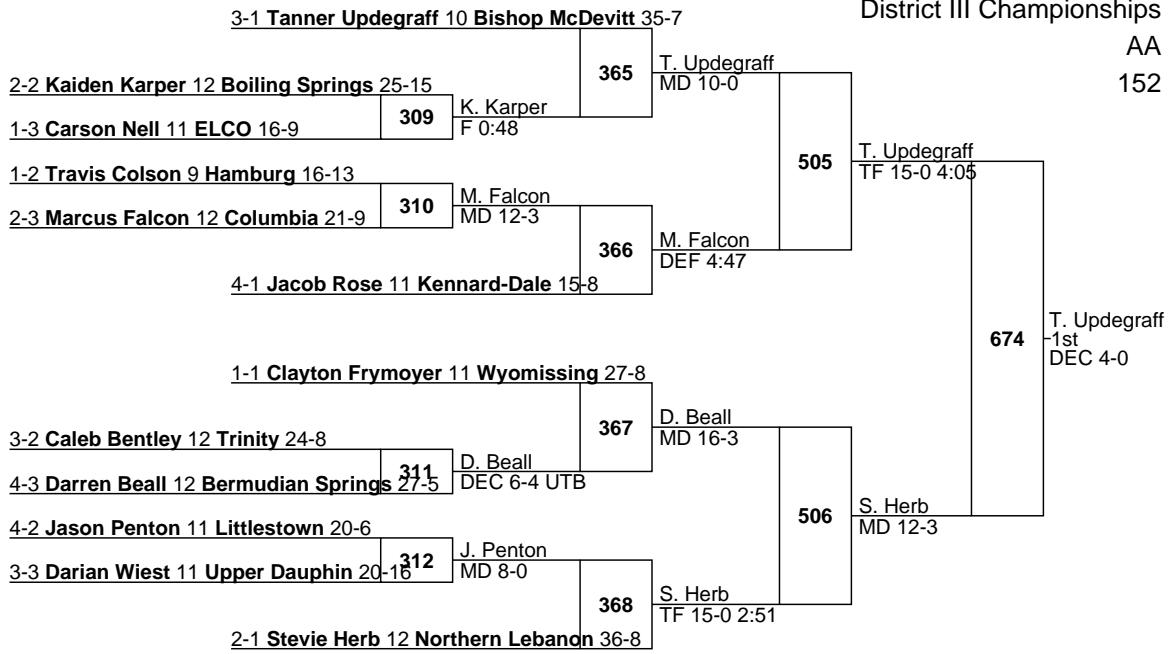 District III Championships
AA
152
3-1 Tanner Updegraff 10 Bishop McDevitt 35-7
365
T. Updegraff
MD 10-0
2-2 Kaiden Karper 12 Boiling Springs 25-15
309
K. Karper
F 0:48
1-3 Carson Nell 11 ELCO 16-9
505
T. Updegraff
TF 15-0 4:05
1-2 Travis Colson 9 Hamburg 16-13
310
M. Falcon
MD 12-3
2-3 Marcus Falcon 12 Columbia 21-9
366
M. Falcon
DEF 4:47
4-1 Jacob Rose 11 Kennard-Dale 15-8
674
T. Updegraff
1st
DEC 4-0
1-1 Clayton Frymoyer 11 Wyomissing 27-8
367
D. Beall
MD 16-3
3-2 Caleb Bentley 12 Trinity 24-8
311
D. Beall
DEC 6-4 UTB
4-3 Darren Beall 12 Bermudian Springs 27-5
506
S. Herb
MD 12-3
4-2 Jason Penton 11 Littlestown 20-6
312
J. Penton
MD 8-0
3-3 Darian Wiest 11 Upper Dauphin 20-16
368
S. Herb
TF 15-0 2:51
2-1 Stevie Herb 12 Northern Lebanon 36-8